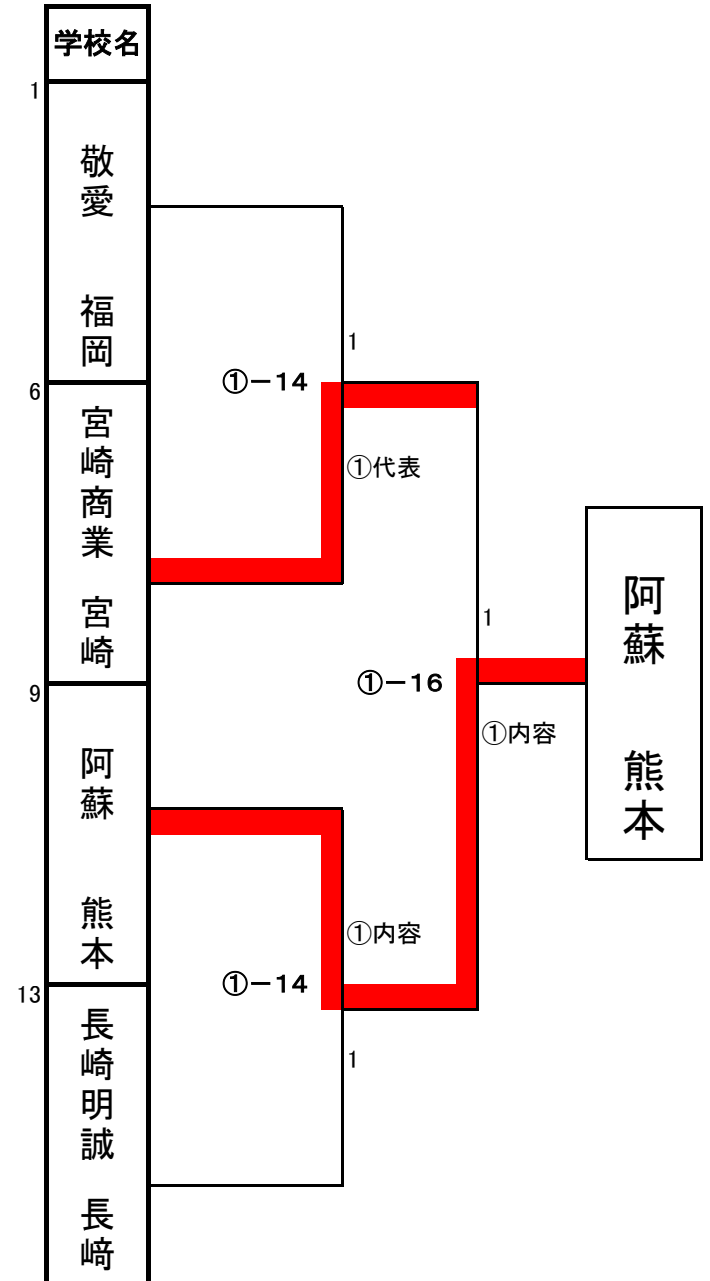 学校名
1
敬愛　福岡
6
宮崎商業　宮崎
9
阿蘇　熊本
13
長崎明誠　長﨑
1
①－14
①代表
①内容
①－14
1
1
①－16
①内容
阿蘇　熊本